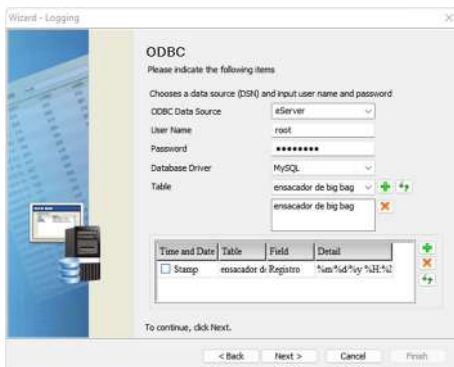 Wizard - Logging
ODBC
Please indicate the following items
Chooses a data source (DSN) and input user name and password
ODBC Data Source eServer
User Name root
Password ••••••••
Database Driver MySQL
Table ensacador de big bag
ensacador de big bag
Time and Date Table Field Detail
Stamp ensacador de Registro %m/%d/%y %H:%
To continue, click Next.
< Back Next > Cancel Finish